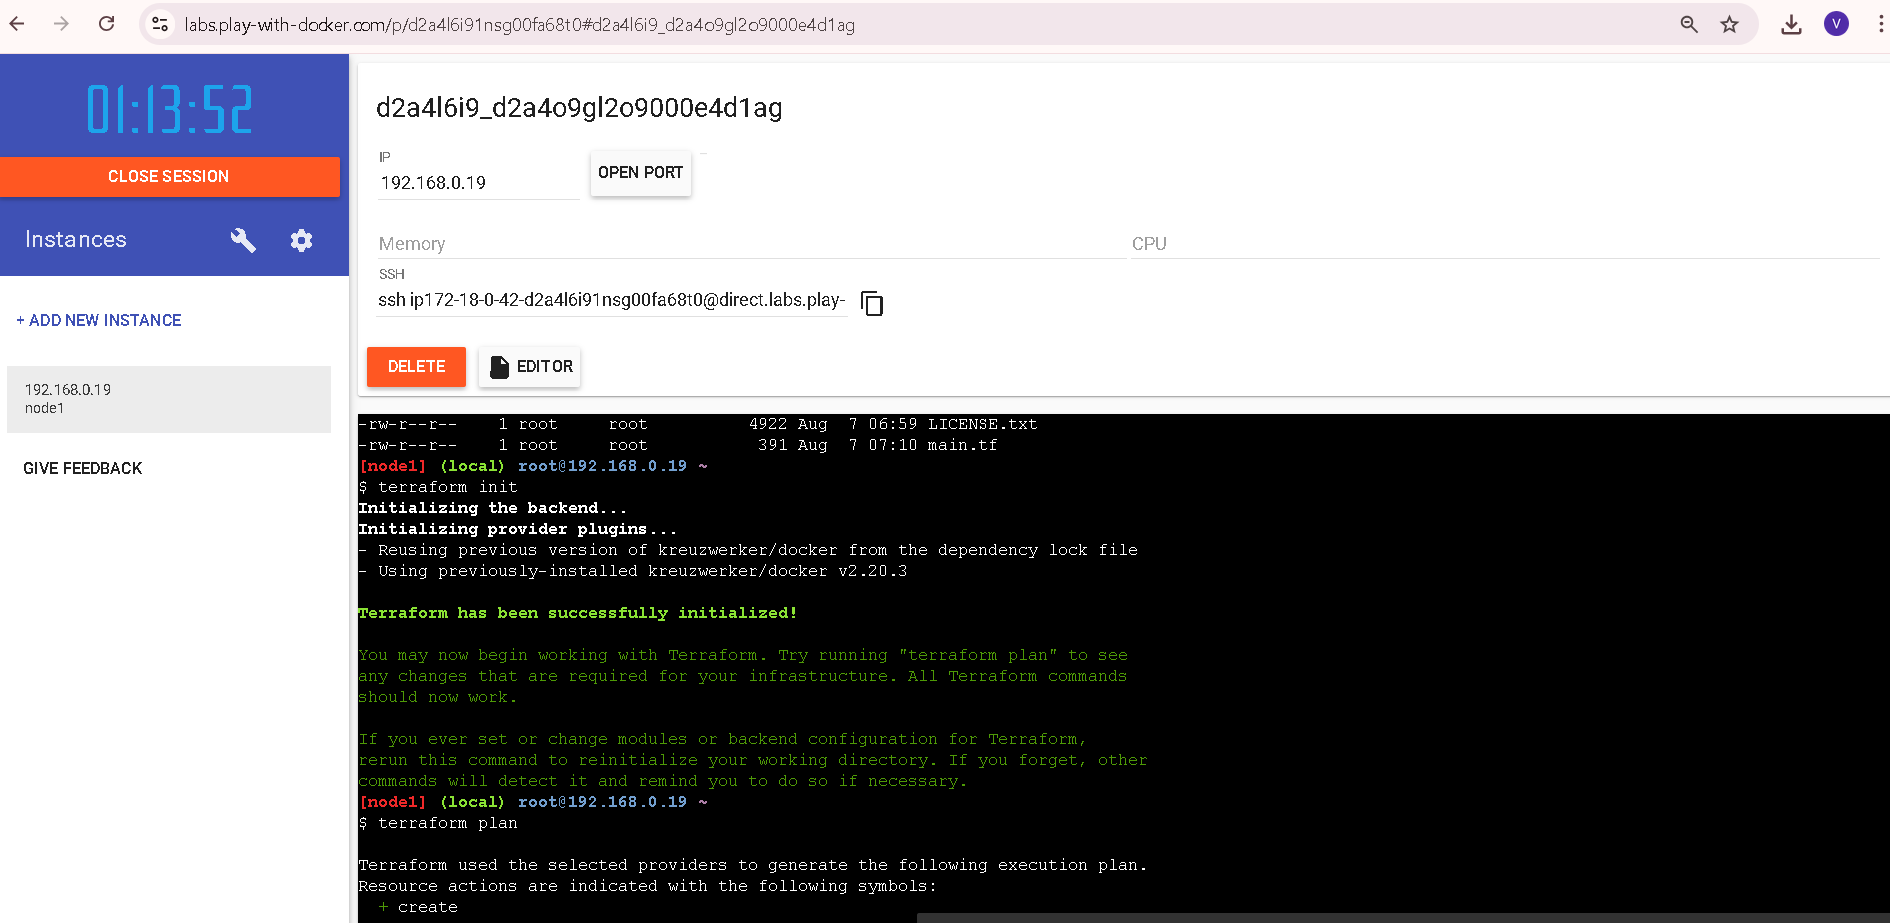 labs.play-with-docker.com/p/d2a4l6i91nsg00fa68t0#d2a4l6i9_d2a4o9gl2o9000e4d1ag
V
01:13:52
CLOSE SESSION
Instances
+ ADD NEW INSTANCE
192.168.0.19
node1
GIVE FEEDBACK
d2a4l6i9_d2a4o9gl2o9000e4d1ag
IP
192.168.0.19
OPEN PORT
Memory
CPU
SSH
ssh ip172-18-0-42-d2a4l6i91nsg00fa68t0@direct.labs.play-
DELETE
EDITOR
-rw-r--r--    1 root     root          4922 Aug  7 06:59 LICENSE.txt
-rw-r--r--    1 root     root           391 Aug  7 07:10 main.tf
[node1] (local) root@192.168.0.19 ~
$ terraform init
Initializing the backend...
Initializing provider plugins...
- Reusing previous version of kreuzwerker/docker from the dependency lock file
- Using previously-installed kreuzwerker/docker v2.20.3
Terraform has been successfully initialized!
You may now begin working with Terraform. Try running "terraform plan" to see
any changes that are required for your infrastructure. All Terraform commands
should now work.
If you ever set or change modules or backend configuration for Terraform,
rerun this command to reinitialize your working directory. If you forget, other
commands will detect it and remind you to do so if necessary.
[node1] (local) root@192.168.0.19 ~
$ terraform plan
Terraform used the selected providers to generate the following execution plan.
Resource actions are indicated with the following symbols:
  + create